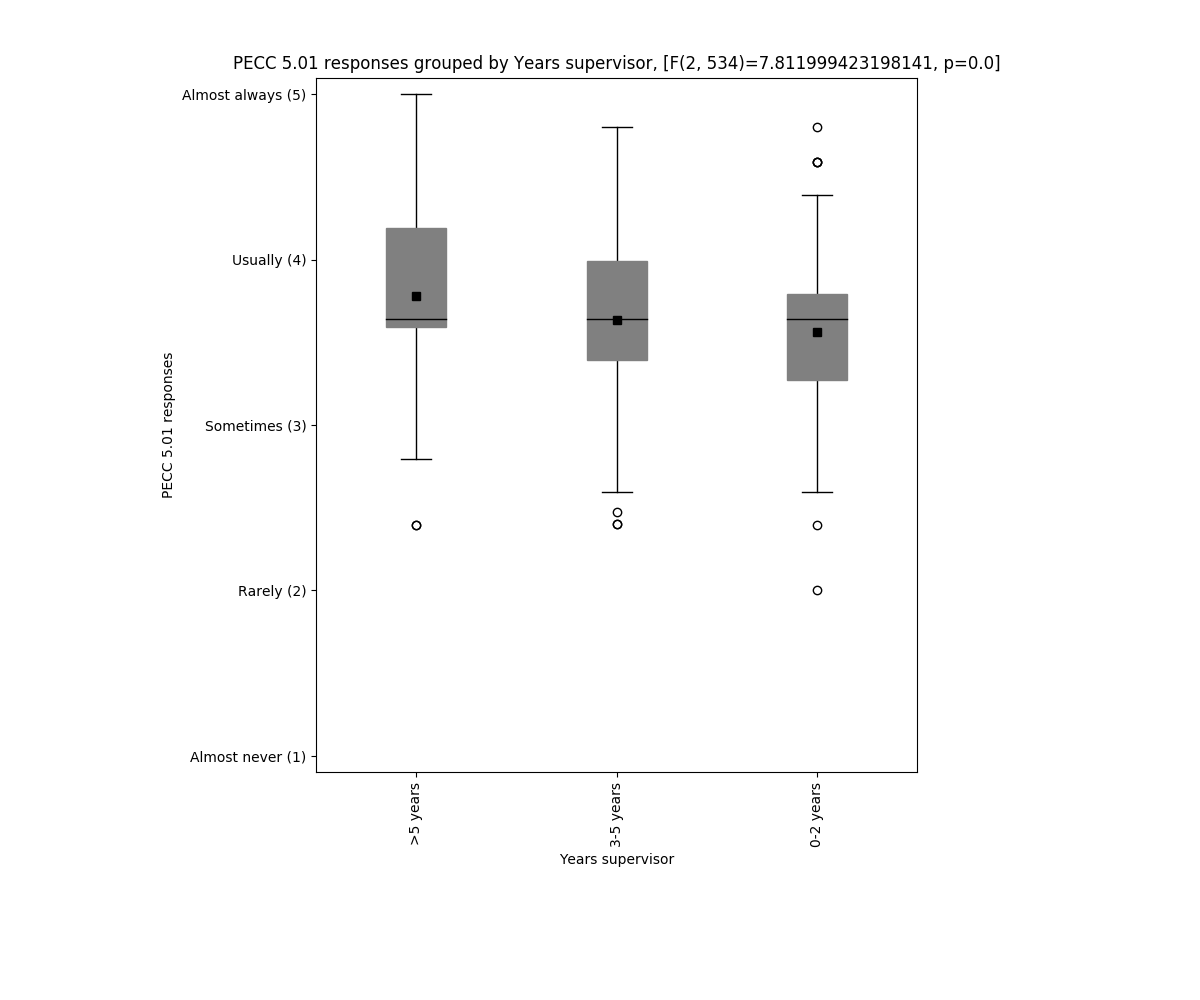 PECC 5.01 responses grouped by Years supervisor, [F(2, 534)=7.811999423198141, p=0.0]
Almost always (5)
Usually (4)
Sometimes (3)
Rarely (2)
Almost never (1)
PECC 5.01 responses
>5 years
3-5 years
0-2 years
Years supervisor